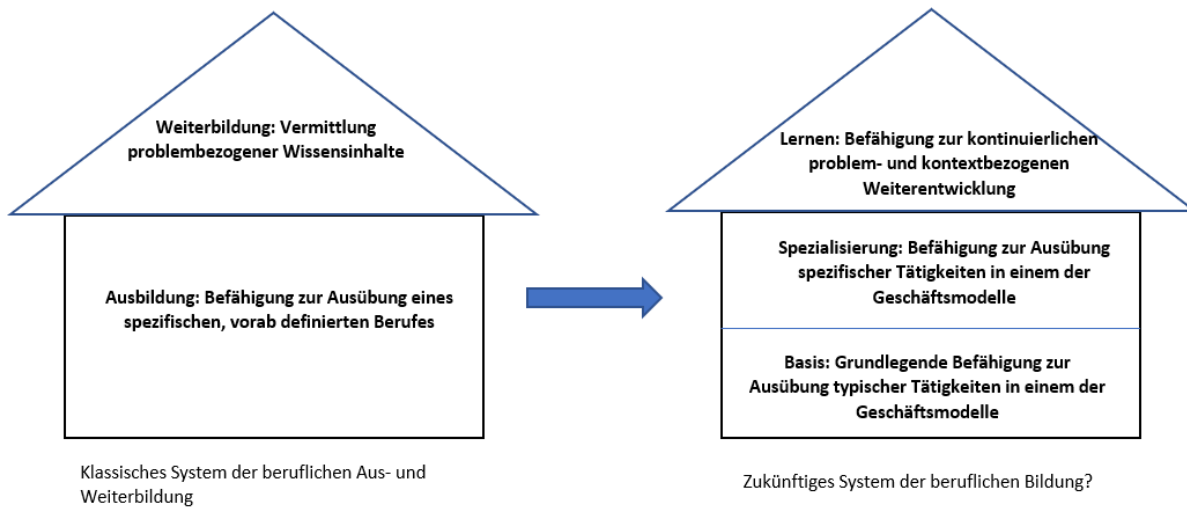 Weiterbildung: Vermittlung
problembezogener Wissensinhalte
Ausbildung: Befähigung zur Ausübung eines
spezifischen, vorab definierten Berufes
Klassisches System der beruflichen Aus- und
Weiterbildung
Lernen: Befähigung zur kontinuierlichen
problem- und kontextbezogenen
Weiterentwicklung
Spezialisierung: Befähigung zur Ausübung
spezifischer Tätigkeiten in einem der
Geschäftsmodelle
Basis: Grundlegende Befähigung zur
Ausübung typischer Tätigkeiten in einem der
Geschäftsmodelle
Zukünftiges System der beruflichen Bildung?